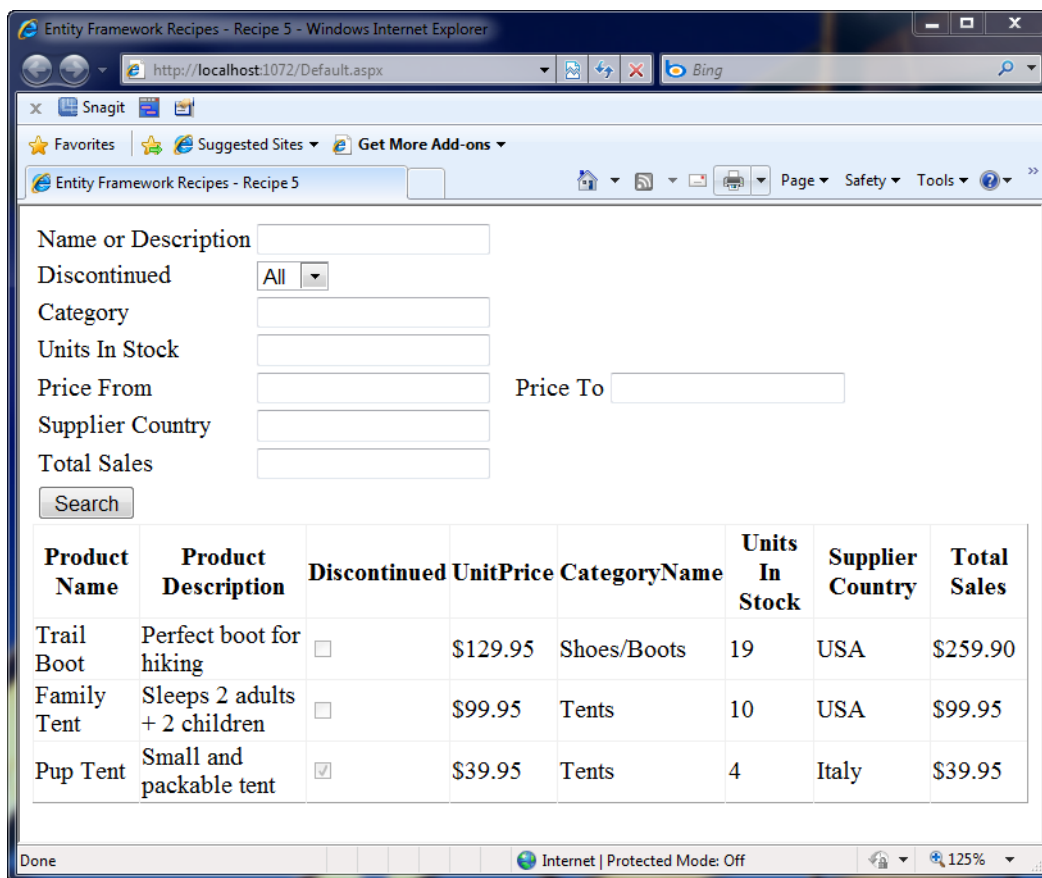 Entity Framework Recipes - Recipe 5 - Windows Internet Explorer
http://localhost:1072/Default.aspx
Bing
x Snagit
Favorites Suggested Sites Get More Add-ons
Entity Framework Recipes - Recipe 5
Page Safety Tools
Name or Description
Discontinued All
Category
Units In Stock
Price From Price To
Supplier Country
Total Sales
Search
Product Name Product Description Discontinued UnitPrice CategoryName Units In Stock Supplier Country Total Sales
Trail Boot Perfect boot for hiking $129.95 Shoes/Boots 19 USA $259.90
Family Tent Sleeps 2 adults + 2 children $99.95 Tents 10 USA $99.95
Pup Tent Small and packable tent $39.95 Tents 4 Italy $39.95
Done Internet | Protected Mode: Off 125%